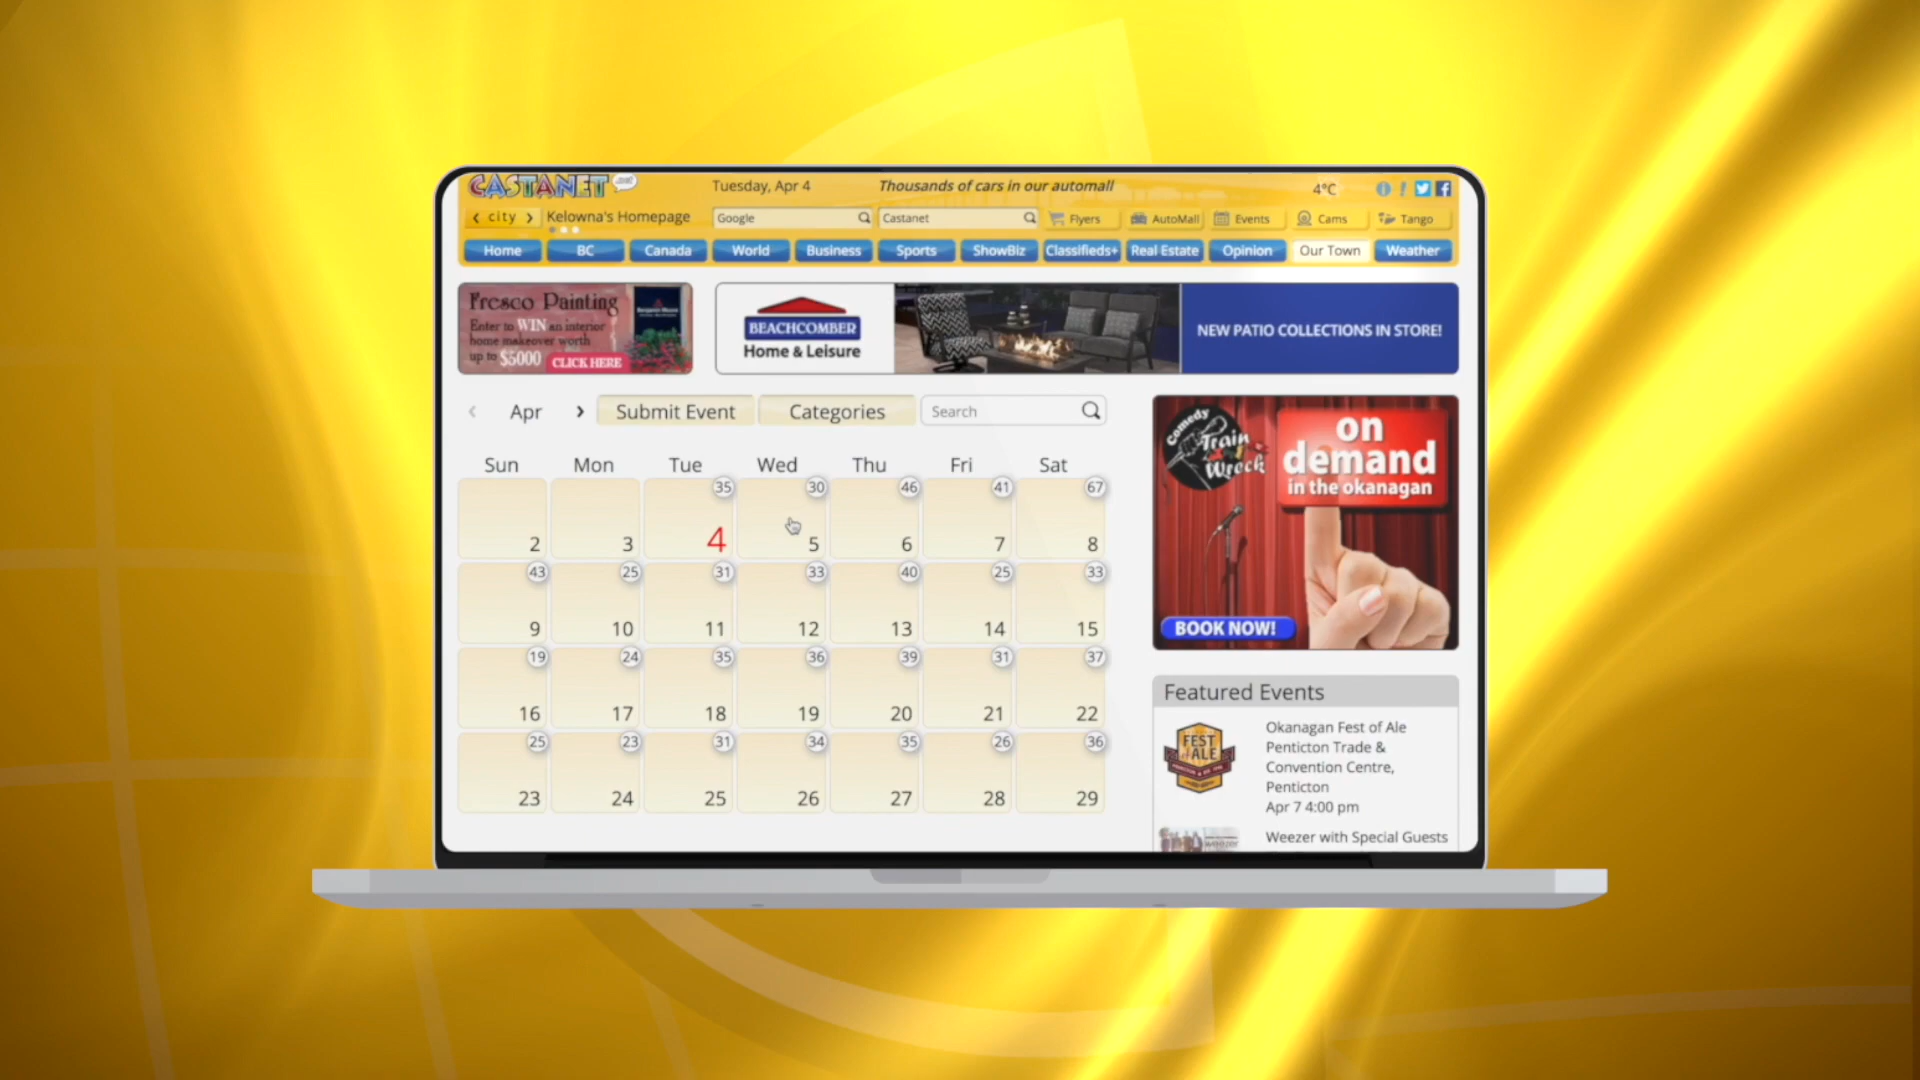 CASTANET .net
Tuesday, Apr 4
Thousands of cars in our automall
4°C
city
Kelowna's Homepage
Google
Castanet
Flyers
AutoMall
Events
Cams
Tango
Home
BC
Canada
World
Business
Sports
ShowBiz
Classifieds+
Real Estate
Opinion
Our Town
Weather
Fresco Painting
Enter to WIN an interior
home makeover worth
up to $5000 CLICK HERE
Benjamin Moore
BEACHCOMBER
Home & Leisure
NEW PATIO COLLECTIONS IN STORE!
Apr
Submit Event
Categories
Search
Sun Mon Tue Wed Thu Fri Sat
35 30 46 41 67
2 3 4 5 6 7 8
43 25 31 33 40 25 33
9 10 11 12 13 14 15
19 24 35 36 39 31 37
16 17 18 19 20 21 22
25 23 31 34 35 26 36
23 24 25 26 27 28 29
Comedy
Train
Wreck
on
demand
in the okanagan
BOOK NOW!
Featured Events
FEST
of ALE
Okanagan Fest of Ale
Penticton Trade &
Convention Centre,
Penticton
Apr 7 4:00 pm
weezer
Weezer with Special Guests